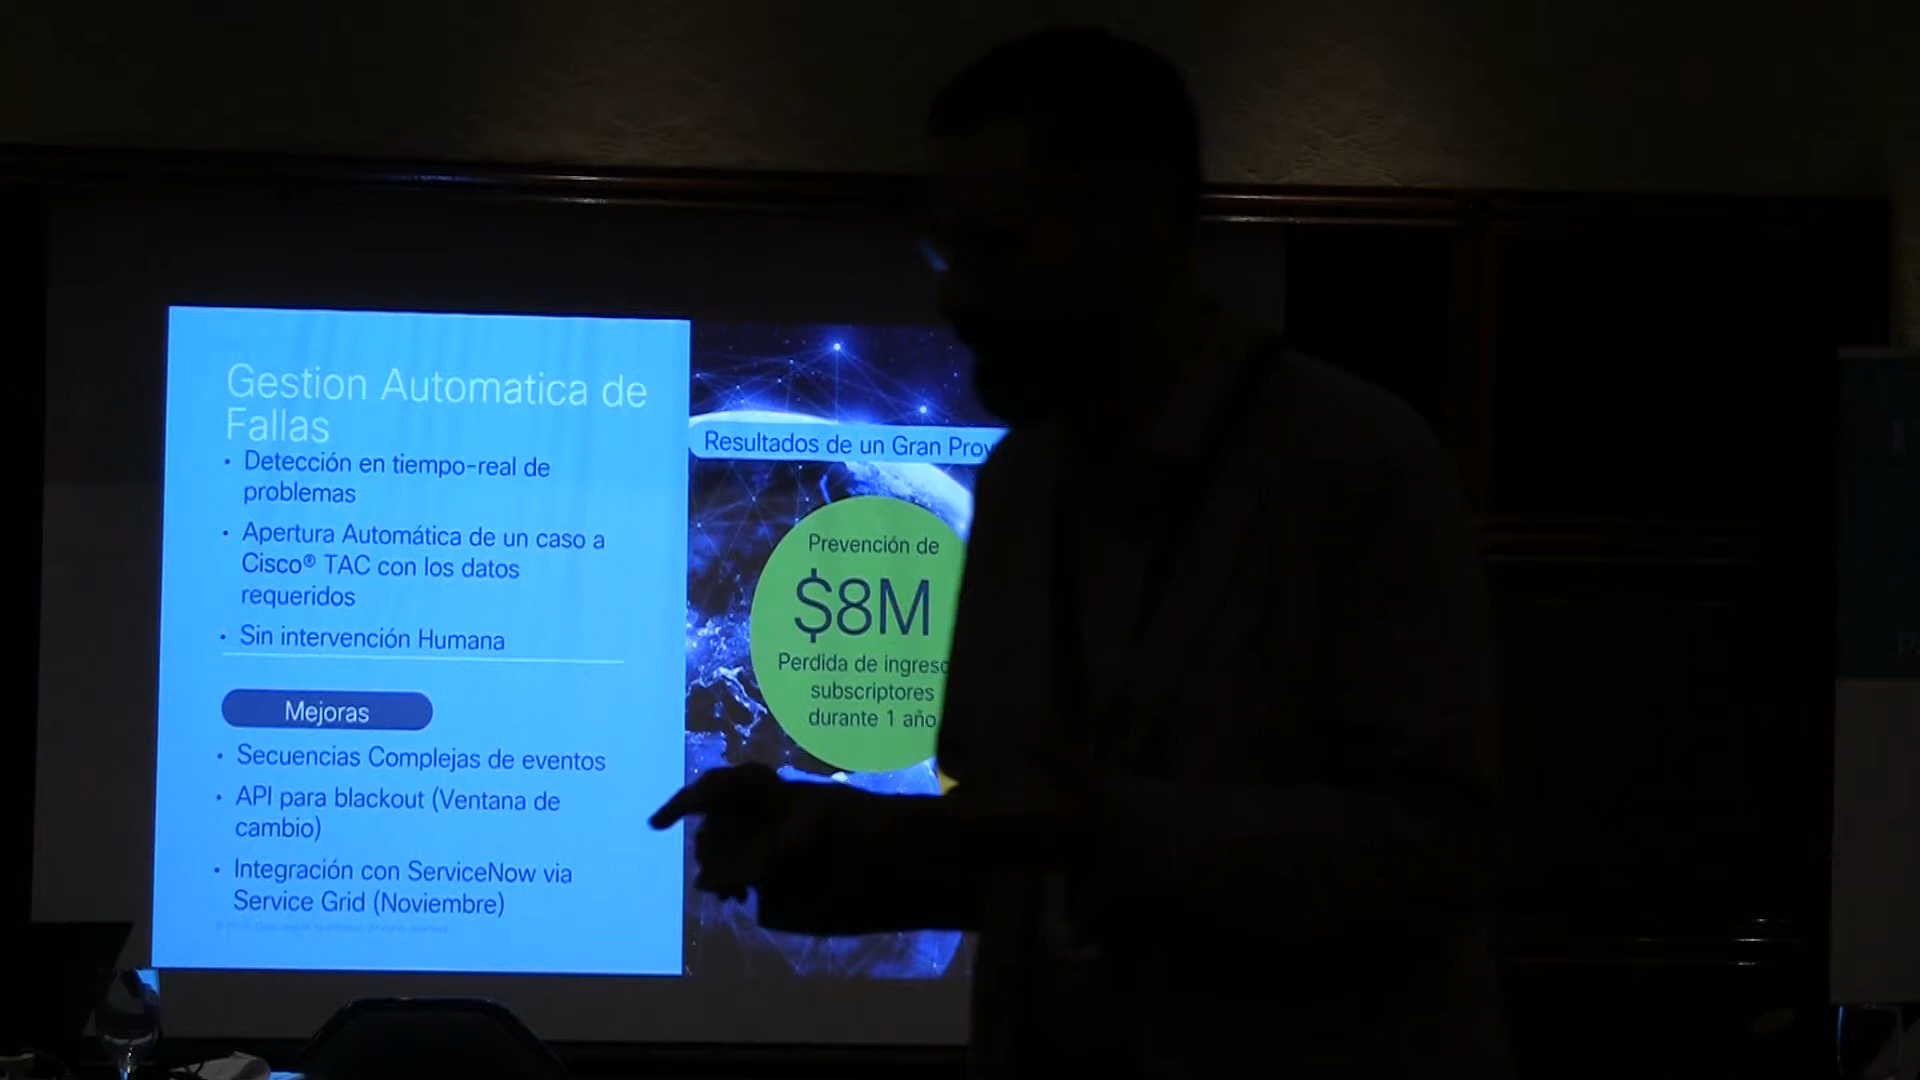 Gestion Automatica de
Fallas
• Detección en tiempo-real de
problemas
• Apertura Automática de un caso a
Cisco® TAC con los datos
requeridos
• Sin intervención Humana
Mejoras
• Secuencias Complejas de eventos
• API para blackout (Ventana de
cambio)
• Integración con ServiceNow via
Service Grid (Noviembre)
Resultados de un Gran
Prevención de
$8M
Perdida de
subscriptores
durante 1 año